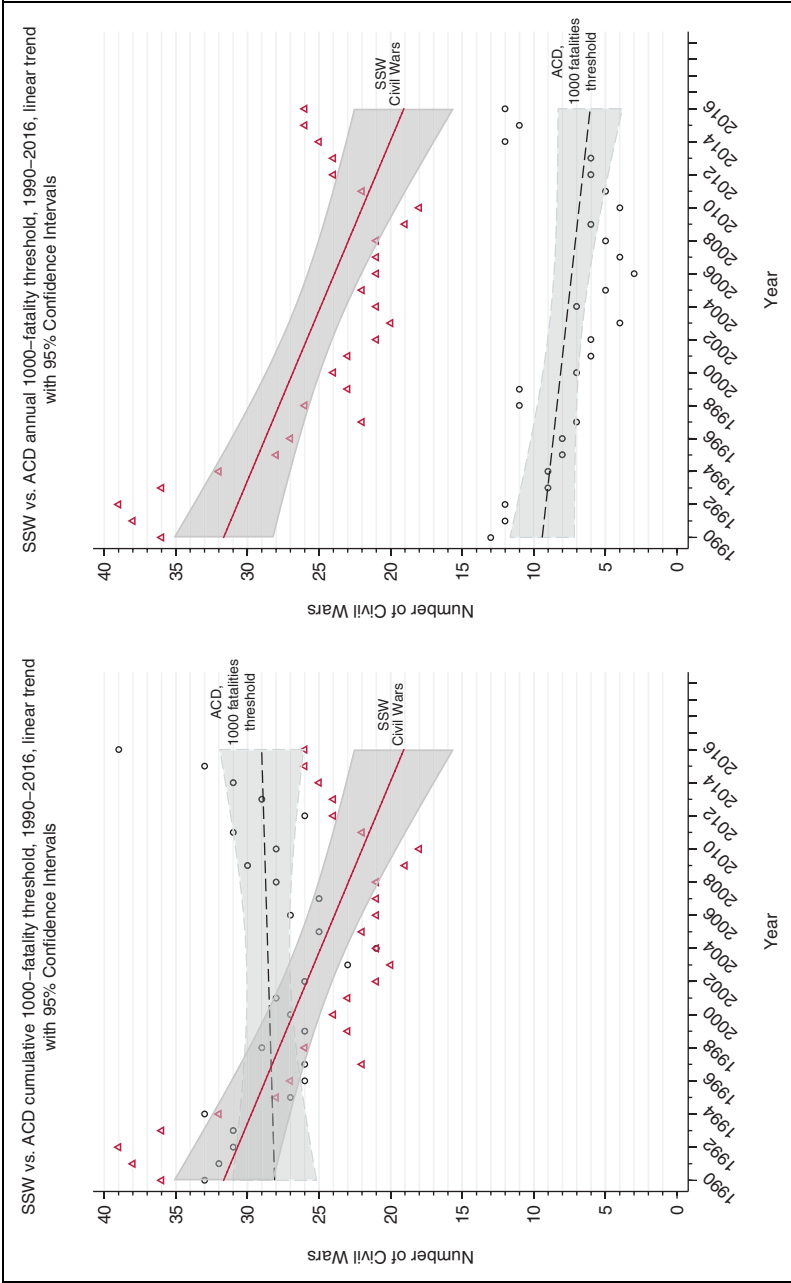 SSW vs. ACD cumulative 1000–fatality threshold, 1990–2016, linear trend
with 95% Confidence Intervals
40
35
30
25
20
15
10
5
0
Number of Civil Wars
ACD,
1000 fatalities
threshold
SSW
Civil Wars
1990
1992
1994
1996
1998
2000
2002
2004
2006
2008
2010
2012
2014
2016
Year
SSW vs. ACD annual 1000–fatality threshold, 1990–2016, linear trend
with 95% Confidence Intervals
40
35
30
25
20
15
10
5
0
Number of Civil Wars
SSW
Civil Wars
ACD,
1000 fatalities
threshold
1990
1992
1994
1996
1998
2000
2002
2004
2006
2008
2010
2012
2014
2016
Year